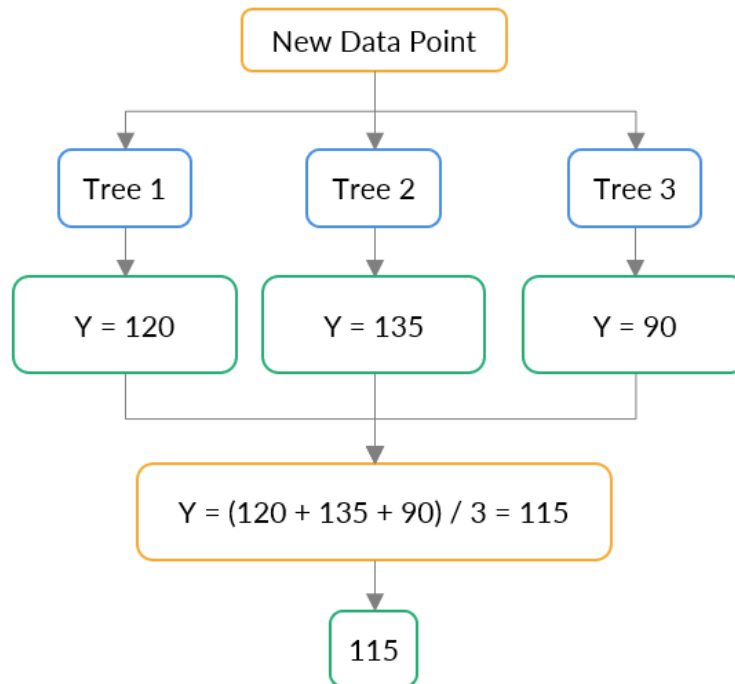 New Data Point
Tree 1
Tree 2
Tree 3
Y = 120
Y = 135
Y = 90
Y = (120 + 135 + 90) / 3 = 115
115